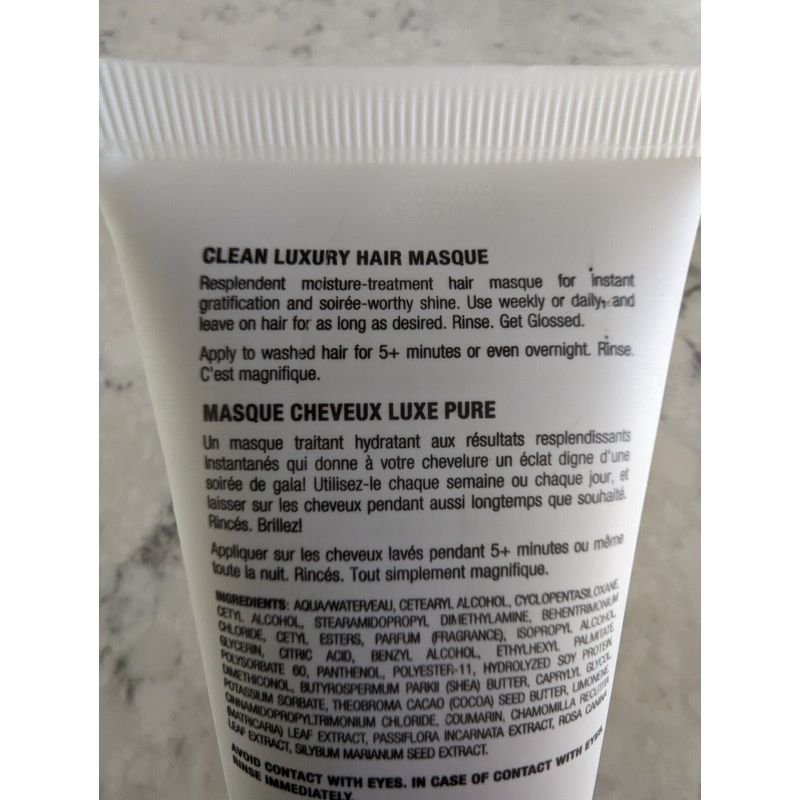 CLEAN LUXURY HAIR MASQUE
Resplendent moisture-treatment hair masque for instant
gratification and soirée-worthy shine. Use weekly or daily, and
leave on hair for as long as desired. Rinse. Get Glossed.
Apply to washed hair for 5+ minutes or even overnight. Rinse.
C'est magnifique.
MASQUE CHEVEUX LUXE PURE
Un masque traitant hydratant aux résultats resplendissants
instantanés qui donne à votre chevelure un éclat digne d'une
soirée de gala! Utilisez-le chaque semaine ou chaque jour, et
laisser sur les cheveux pendant aussi longtemps que souhaité.
Rincés. Brillez!
Appliquer sur les cheveux lavés pendant 5+ minutes ou même
toute la nuit. Rincés. Tout simplement magnifique.
INGREDIENTS: AQUA/WATER/EAU, CETEARYL ALCOHOL, CYCLOPENTASILOXANE,
CETYL ALCOHOL, STEARAMIDOPROPYL DIMETHYLAMINE, BEHENTRIMONIUM
CHLORIDE, CETYL ESTERS, PARFUM (FRAGRANCE), ISOPROPYL ALCOHOL,
GLYCERIN, CITRIC ACID, BENZYL ALCOHOL, ETHYLHEXYL PALMITATE,
POLYSORBATE 60, PANTHENOL, POLYESTER-11, HYDROLYZED SOY PROTEIN,
DIMETHICONOL, BUTYROSPERMUM PARKII (SHEA) BUTTER, CAPRYLYL GLYCOL,
POTASSIUM SORBATE, THEOBROMA CACAO (COCOA) SEED BUTTER, LIMONENE,
CINNAMIDOPROPYLTRIMONIUM CHLORIDE, COUMARIN, CHAMOMILLA RECUTITA
(MATRICARIA) LEAF EXTRACT, PASSIFLORA INCARNATA EXTRACT, ROSA CANINA
LEAF EXTRACT, SILYBUM MARIANUM SEED EXTRACT.
AVOID CONTACT WITH EYES. IN CASE OF CONTACT WITH EYES,
RINSE IMMEDIATELY.